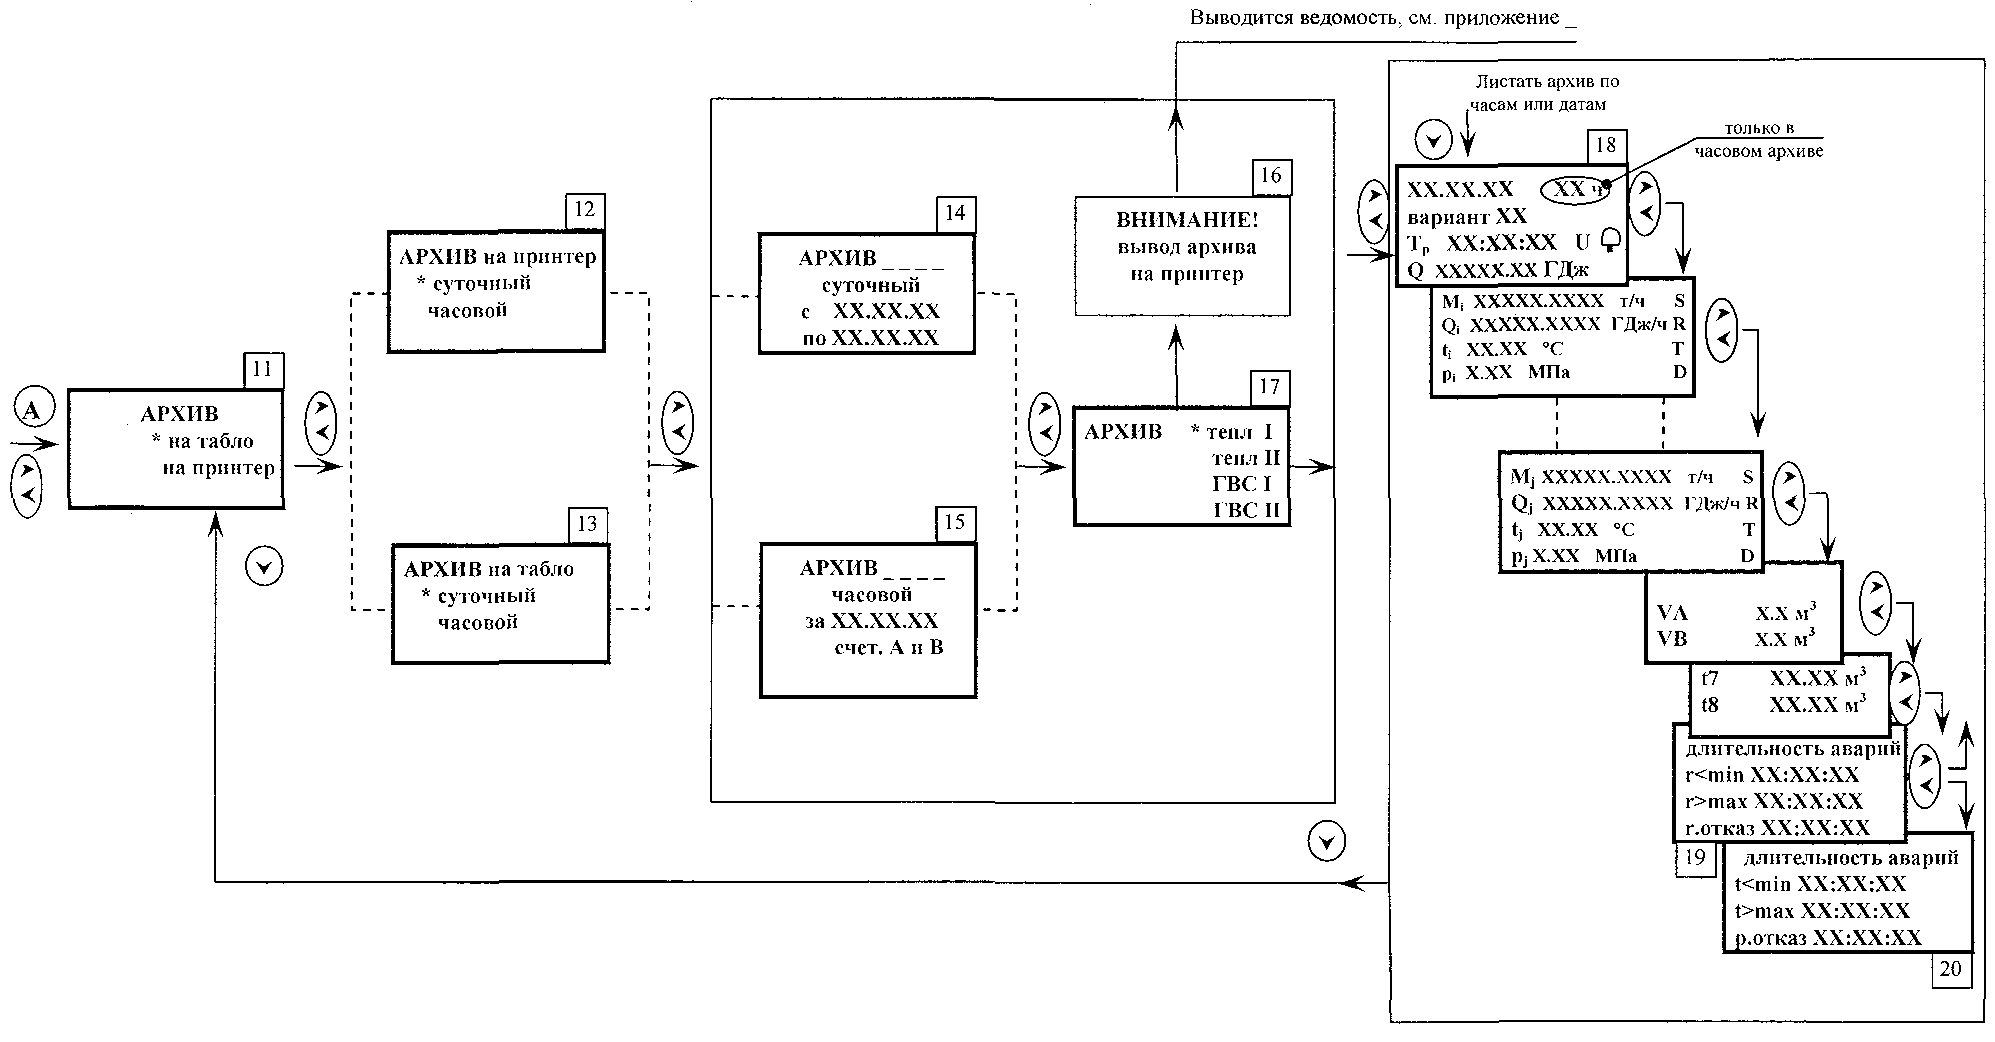 Выводится ведомость, см. приложение _
Листать архив по
часам или датам
только в
часовом архиве
A
11
АРХИВ
* на табло
на принтер
12
АРХИВ на принтер
* суточный
часовой
13
АРХИВ на табло
* суточный
часовой
14
АРХИВ _ _ _ _
суточный
с XX.XX.XX
по XX.XX.XX
15
АРХИВ _ _ _ _
часовой
за XX.XX.XX
счет. А и В
16
ВНИМАНИЕ!
вывод архива
на принтер
17
АРХИВ * тепл I
тепл II
ГВС I
ГВС II
18
XX.XX.XX XX ч
вариант XX
Tр XX:XX:XX U
Q XXXXX.XX ГДж
Mi XXXXX.XXXX т/ч S
Qi XXXXX.XXXX ГДж/ч R
ti XX.XX °C T
pi X.XX МПа D
Mj XXXXX.XXXX т/ч S
Qj XXXXX.XXXX ГДж/ч R
tj XX.XX °C T
pj X.XX МПа D
VA X.X м³
VB X.X м³
t7 XX.XX м³
t8 XX.XX м³
длительность аварий
r<min XX:XX:XX
r>max XX:XX:XX
r.отказ XX:XX:XX
19
длительность аварий
t<min XX:XX:XX
t>max XX:XX:XX
p.отказ XX:XX:XX
20